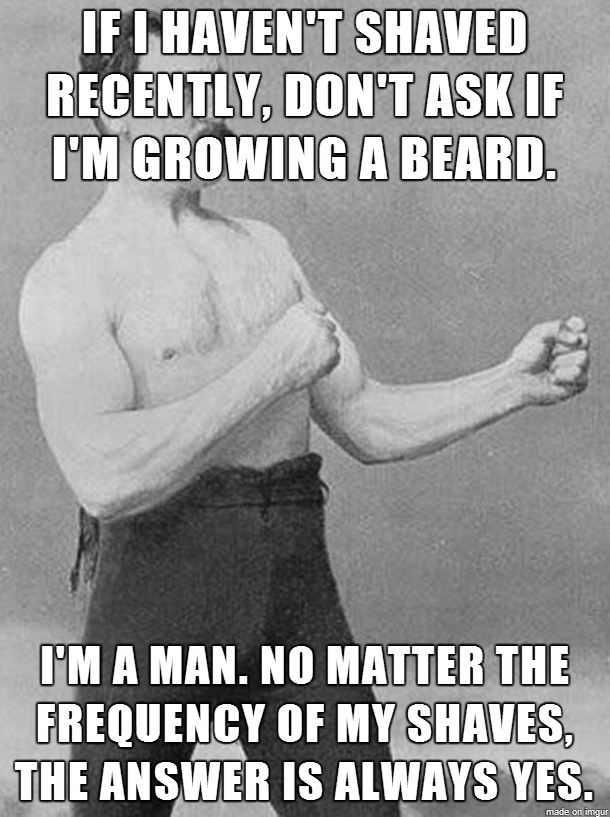 IF I HAVEN'T SHAVED
RECENTLY, DON'T ASK IF
I'M GROWING A BEARD.
I'M A MAN. NO MATTER THE
FREQUENCY OF MY SHAVES,
THE ANSWER IS ALWAYS YES.
made on imgur